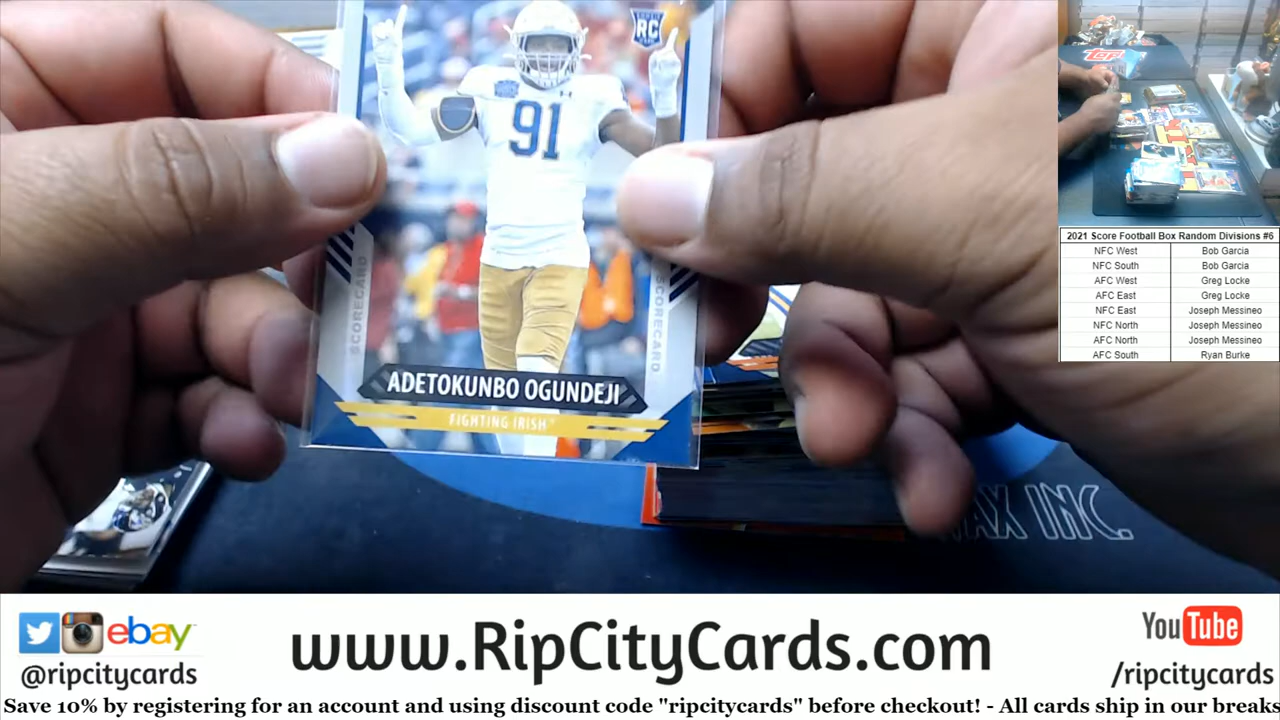 RC
91
SCORECARD
SCORECARD
ADETOKUNBO OGUNDEJI
FIGHTING IRISH
AX INC.
2021 Score Football Box Random Divisions #6
NFC West Bob Garcia
NFC South Bob Garcia
AFC West Greg Locke
AFC East Greg Locke
NFC East Joseph Messineo
NFC North Joseph Messineo
AFC North Joseph Messineo
AFC South Ryan Burke
ebay
@ripcitycards
www.RipCityCards.com
YouTube
/ripcitycards
Save 10% by registering for an account and using discount code "ripcitycards" before checkout! - All cards ship in our breaks